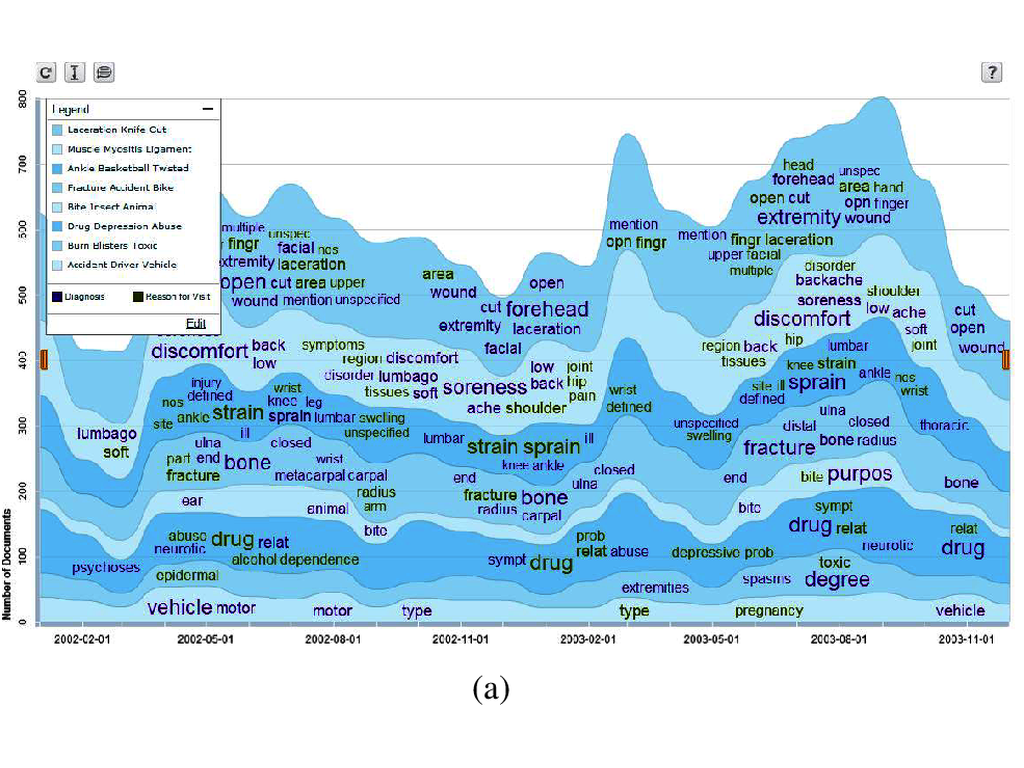 C
I
?
Legend
Laceration Knife Cut
Muscle Myositis Ligament
Ankle Basketball Twisted
Fracture Accident Bike
Bite Insect Animal
Drug Depression Abuse
Burn Blisters Toxic
Accident Driver Vehicle
Diagnosis Reason for Visit
Edit
Number of Documents
800
700
600
500
400
300
200
100
0
multiple unspec
fingr facial nos
extremity laceration
open cut area upper
wound mention unspecified
discomfort back
low
symptoms
region discomfort
disorder lumbago
tissues soft
area
wound
open
cut forehead
extremity laceration
facial
soreness
low joint
back hip
pain
ache shoulder
mention
opn fingr
wrist
defined
head
forehead unspec
area hand
open cut opn finger
extremity wound
mention fingr laceration
upper facial
multiple
disorder
backache
soreness shoulder
discomfort low ache
soft
joint
region back hip
tissues
cut
open
wound
lumbago
soft
injury
defined
nos
site ankle strain
wrist
knee leg
sprain lumbar swelling
unspecified
ill
lumbar strain sprain ill
knee ankle
lumbar
knee strain
site ill sprain ankle nos
defined wrist
unspecified
swelling
thoracic
ulna closed
part end bone wrist
fracture metacarpal carpal
radius
arm
end closed
ulna
fracture bone
radius carpal
ulna
distal closed
fracture bone radius
end
bone
ear animal
bite
bite
bite purpos
psychoses
abuse drug relat
neurotic
alcohol dependence
sympt drug
prob
relat abuse
depressive prob
sympt
drug relat
neurotic
relat
drug
epidermal
extremities
toxic
spasms degree
vehicle motor motor type type pregnancy vehicle
2002-02-01 2002-05-01 2002-08-01 2002-11-01 2003-02-01 2003-05-01 2003-08-01 2003-11-01
(a)